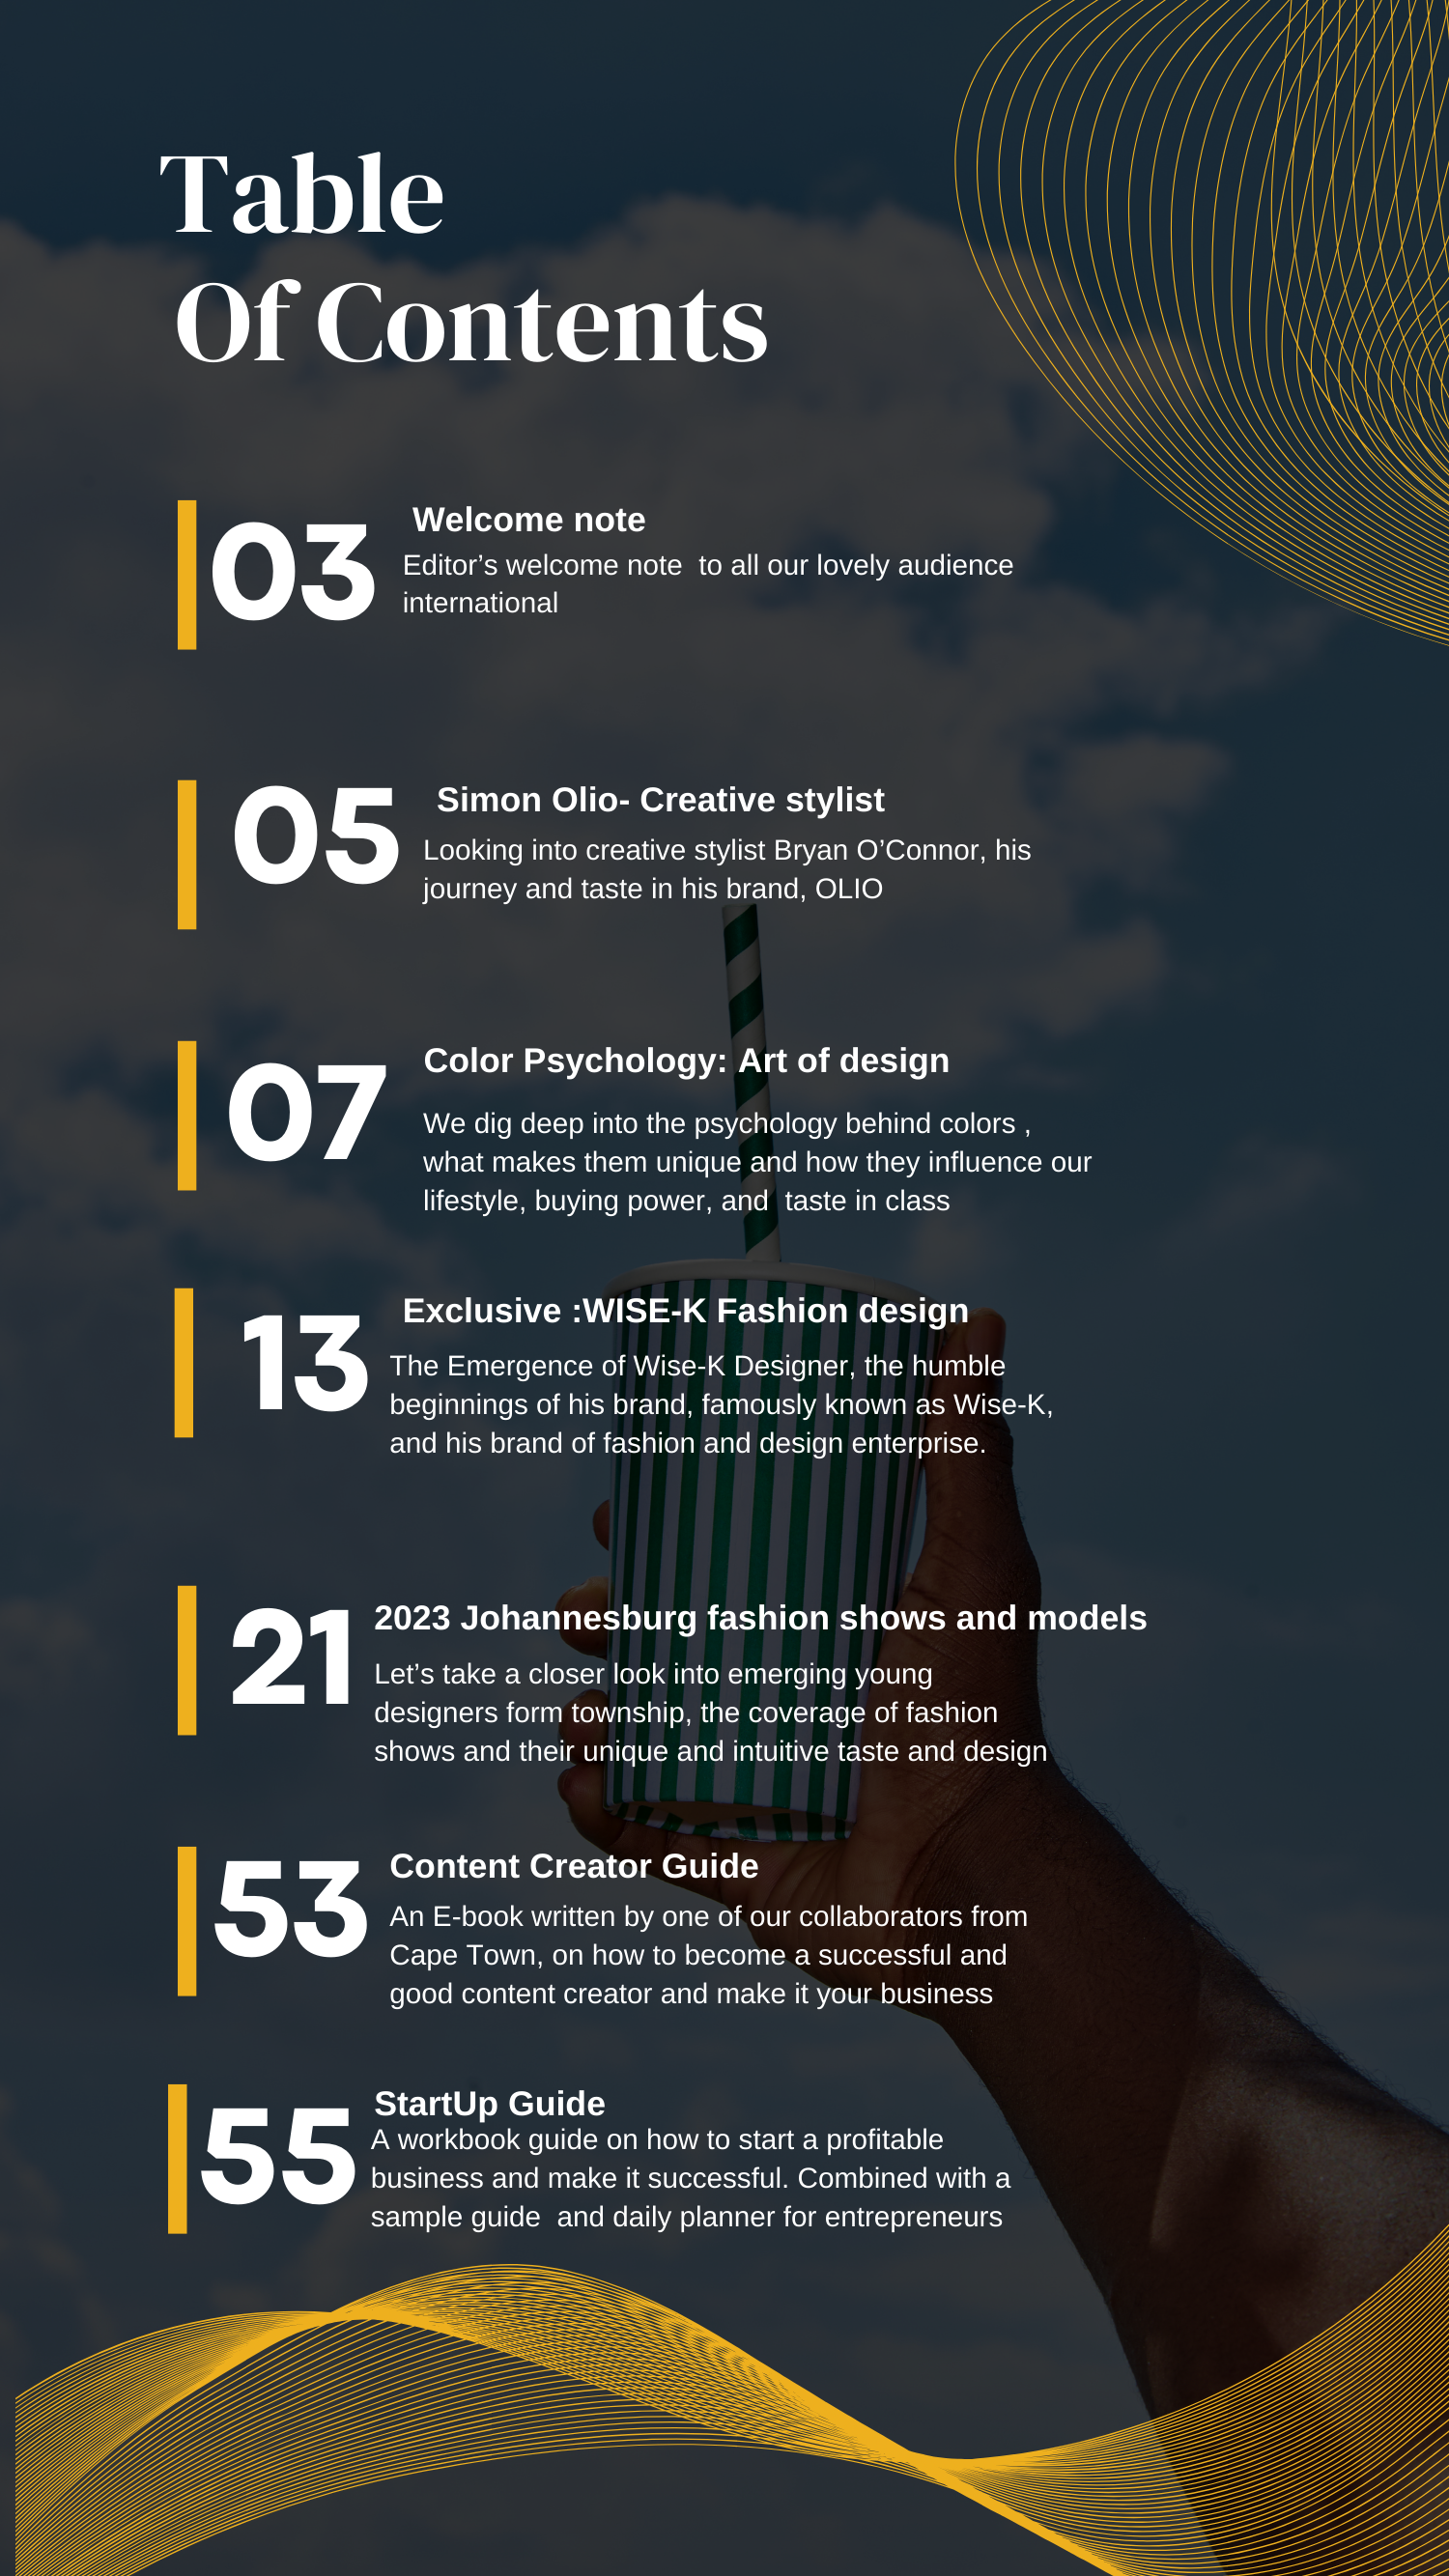 Table
Of Contents
03
Welcome note
Editor’s welcome note  to all our lovely audience
international
05
Simon Olio- Creative stylist
Looking into creative stylist Bryan O’Connor, his
journey and taste in his brand, OLIO
07
Color Psychology: Art of design
We dig deep into the psychology behind colors ,
what makes them unique and how they influence our
lifestyle, buying power, and  taste in class
13
Exclusive :WISE-K Fashion design
The Emergence of Wise-K Designer, the humble
beginnings of his brand, famously known as Wise-K,
and his brand of fashion and design enterprise.
21
2023 Johannesburg fashion shows and models
Let’s take a closer look into emerging young
designers form township, the coverage of fashion
shows and their unique and intuitive taste and design
53
Content Creator Guide
An E-book written by one of our collaborators from
Cape Town, on how to become a successful and
good content creator and make it your business
55
StartUp Guide
A workbook guide on how to start a profitable
business and make it successful. Combined with a
sample guide  and daily planner for entrepreneurs